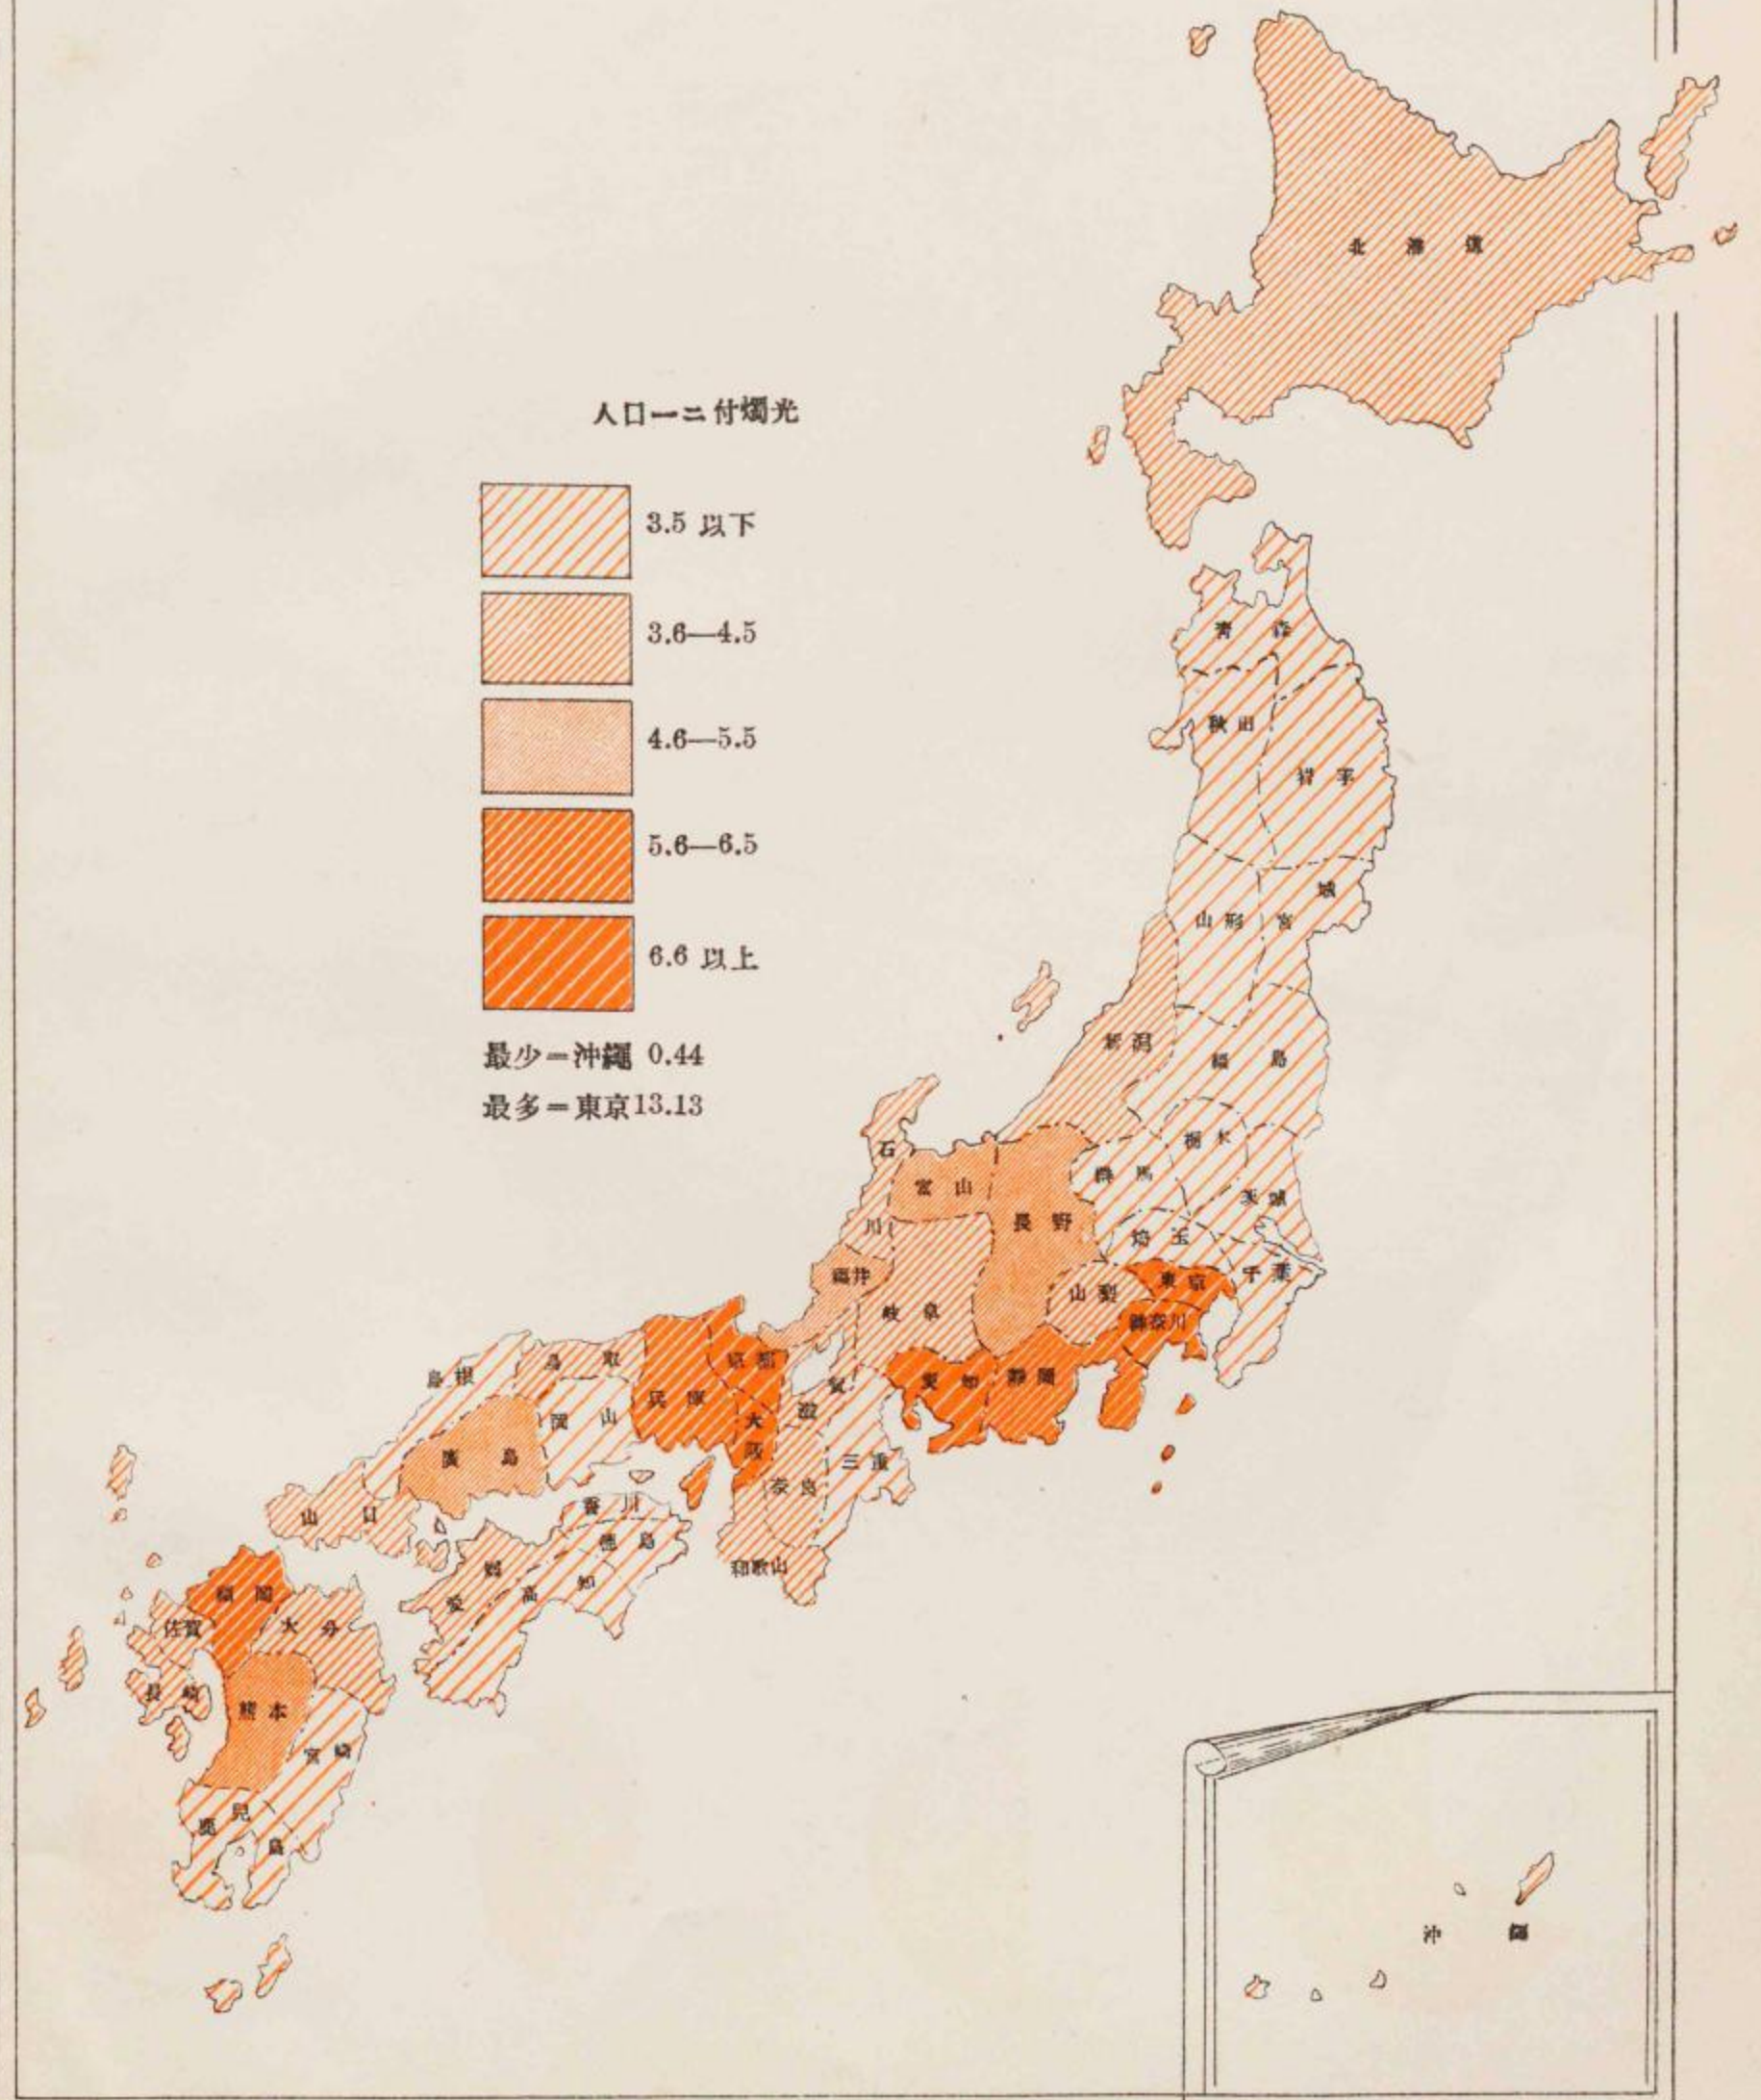 人口一ニ付燭光
3.5 以下
3.6—4.5
4.6—5.5
5.6—6.5
6.6 以上
最少=沖繩 0.44
最多=東京13.13
北海道
青森
秋田
岩手
山形
宮城
新潟
福島
栃木
群馬
茨城
埼玉
千葉
東京
神奈川
山梨
長野
富山
石川
福井
岐阜
静岡
愛知
三重
滋賀
京都
大阪
兵庫
奈良
和歌山
鳥取
島根
岡山
廣島
山口
香川
徳島
愛媛
高知
福岡
佐賀
長崎
大分
熊本
宮崎
鹿兒島
沖繩